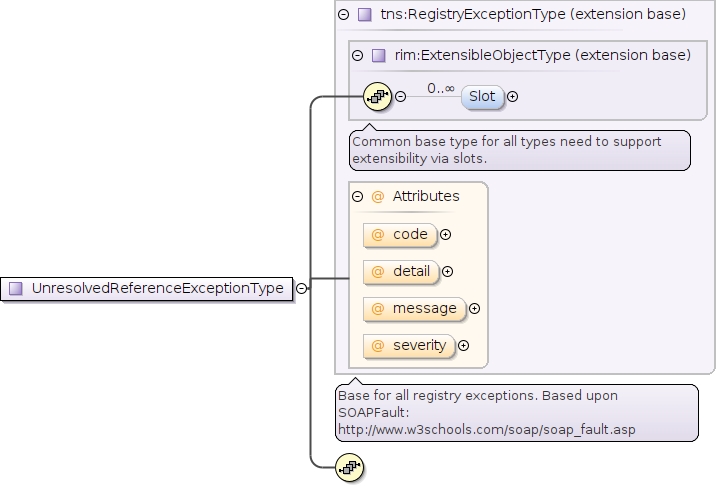 tns:RegistryExceptionType (extension base)
rim:ExtensibleObjectType (extension base)
0..∞
Slot
Common base type for all types need to support
extensibility via slots.
@ Attributes
@ code
@ detail
@ message
@ severity
UnresolvedReferenceExceptionType
Base for all registry exceptions. Based upon
SOAPFault:
http://www.w3schools.com/soap/soap_fault.asp